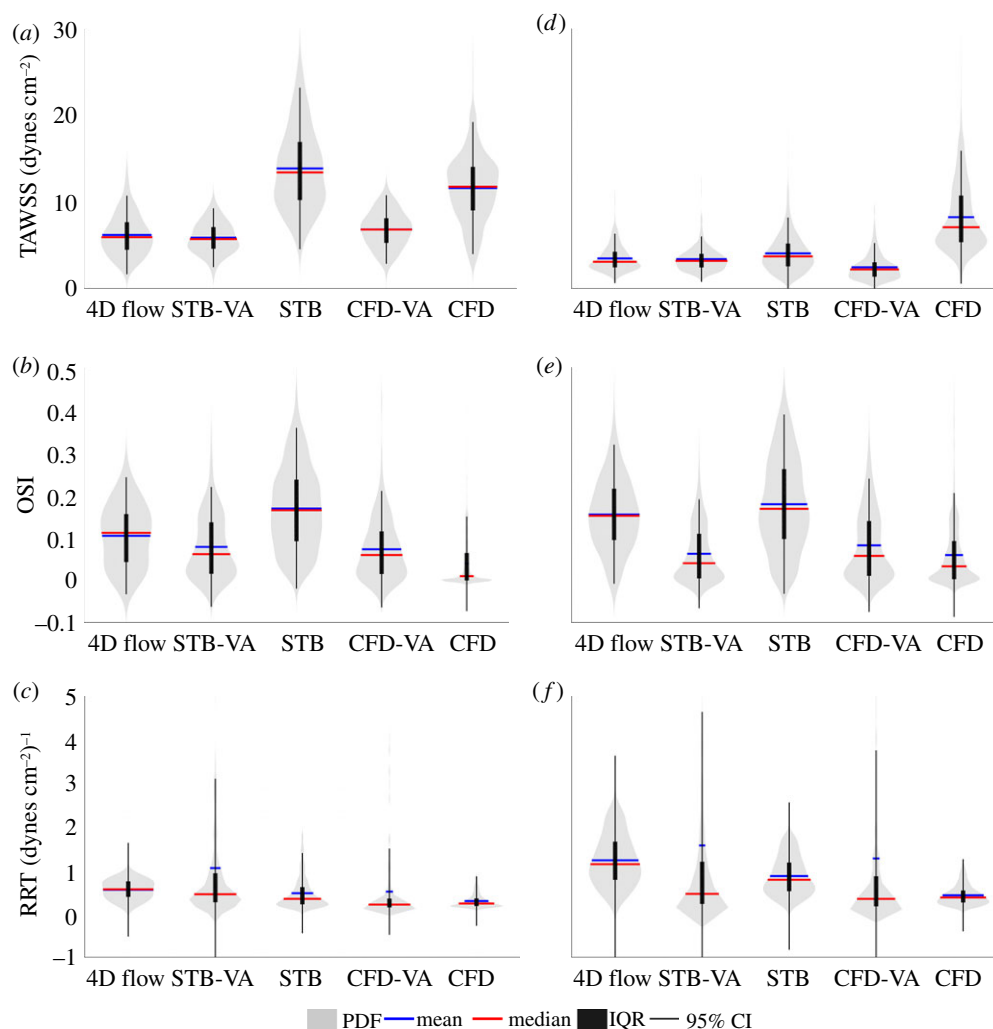 (a)
(d)
30
20
10
0
TAWSS (dynes cm–2)
4D flow STB-VA STB CFD-VA CFD
4D flow STB-VA STB CFD-VA CFD
(b)
(e)
0.5
0.4
0.3
0.2
0.1
0
–0.1
OSI
4D flow STB-VA STB CFD-VA CFD
4D flow STB-VA STB CFD-VA CFD
(c)
(f)
5
4
3
2
1
0
–1
RRT (dynes cm–2)–1
4D flow STB-VA STB CFD-VA CFD
4D flow STB-VA STB CFD-VA CFD
PDF mean median IQR 95% CI